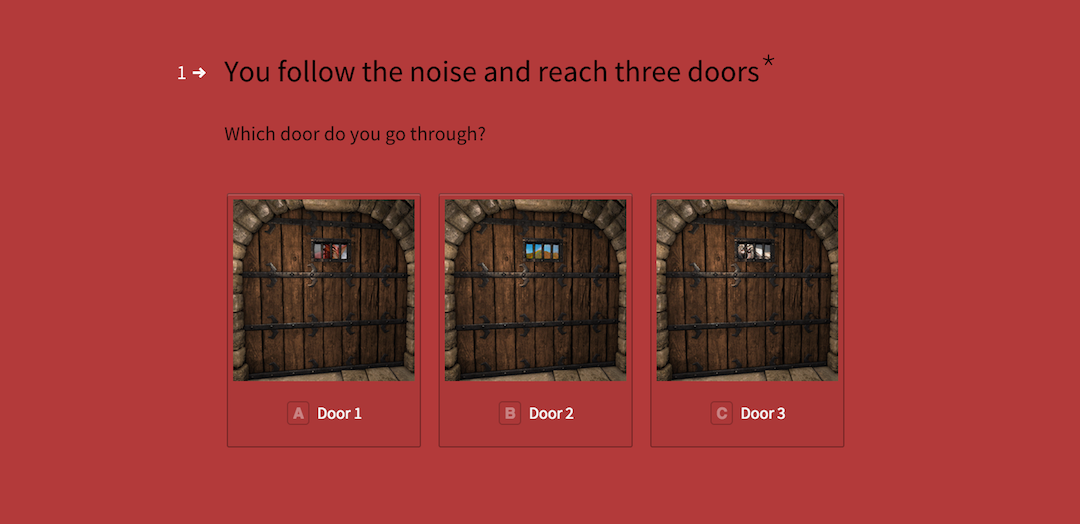 1 → You follow the noise and reach three doors*
Which door do you go through?
A Door 1
B Door 2
C Door 3